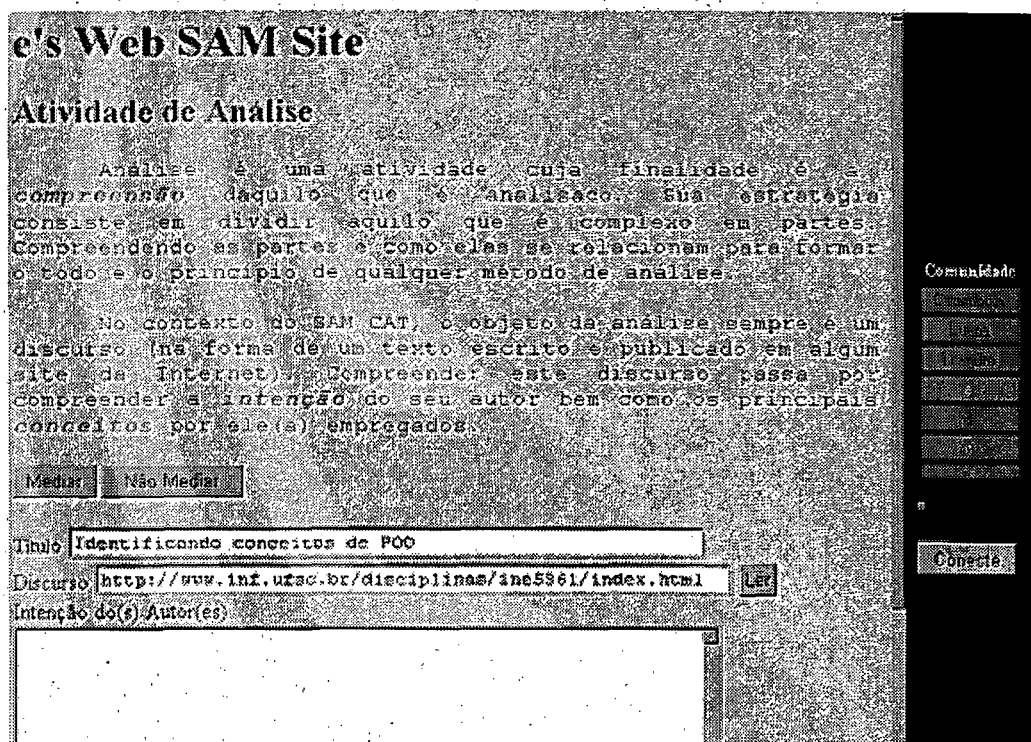 e's Web SAM Site
Atividade de Análise
Análise é uma atividade cuja finalidade é a
compreensão daquilo que é analisado. Sua estratégia
consiste em dividir aquilo que é complexo em partes.
Compreendendo as partes e como elas se relacionam para formar
o todo é o princípio de qualquer método de análise.
No contexto do SAM CAT, o objeto da análise sempre é um
discurso (na forma de um texto escrito e publicado em algum
site da Internet). Compreender este discurso passa por
compreender a intenção do seu autor bem como os principais
conceitos por ele(a) empregados.
Mediar Não Mediar
Título Identificando conceitos de POO
Discurso http://www.inf.ufsc.br/disciplinas/ine5361/index.html Ler
Intenção do(s) Autor(es)
Comunidade
Conecte